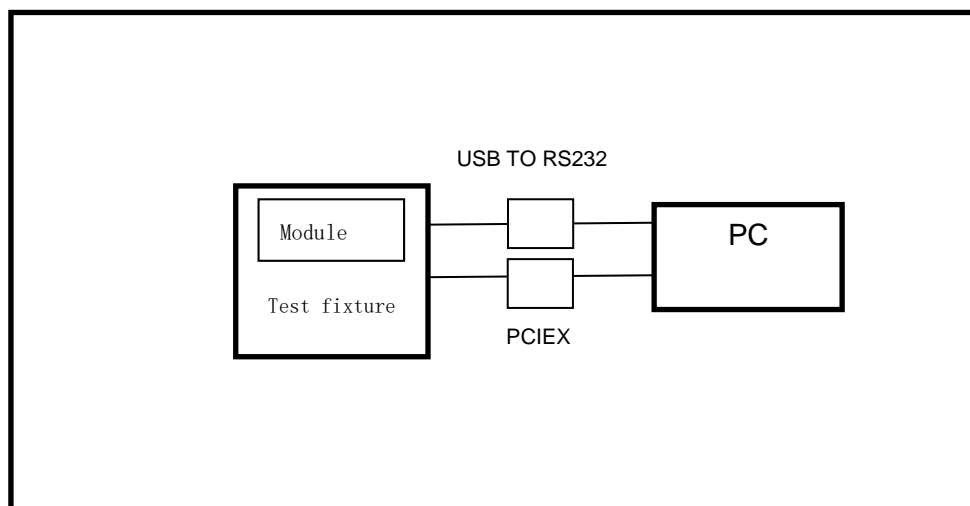 USB TO RS232
Module
PC
Test fixture
PCIEX